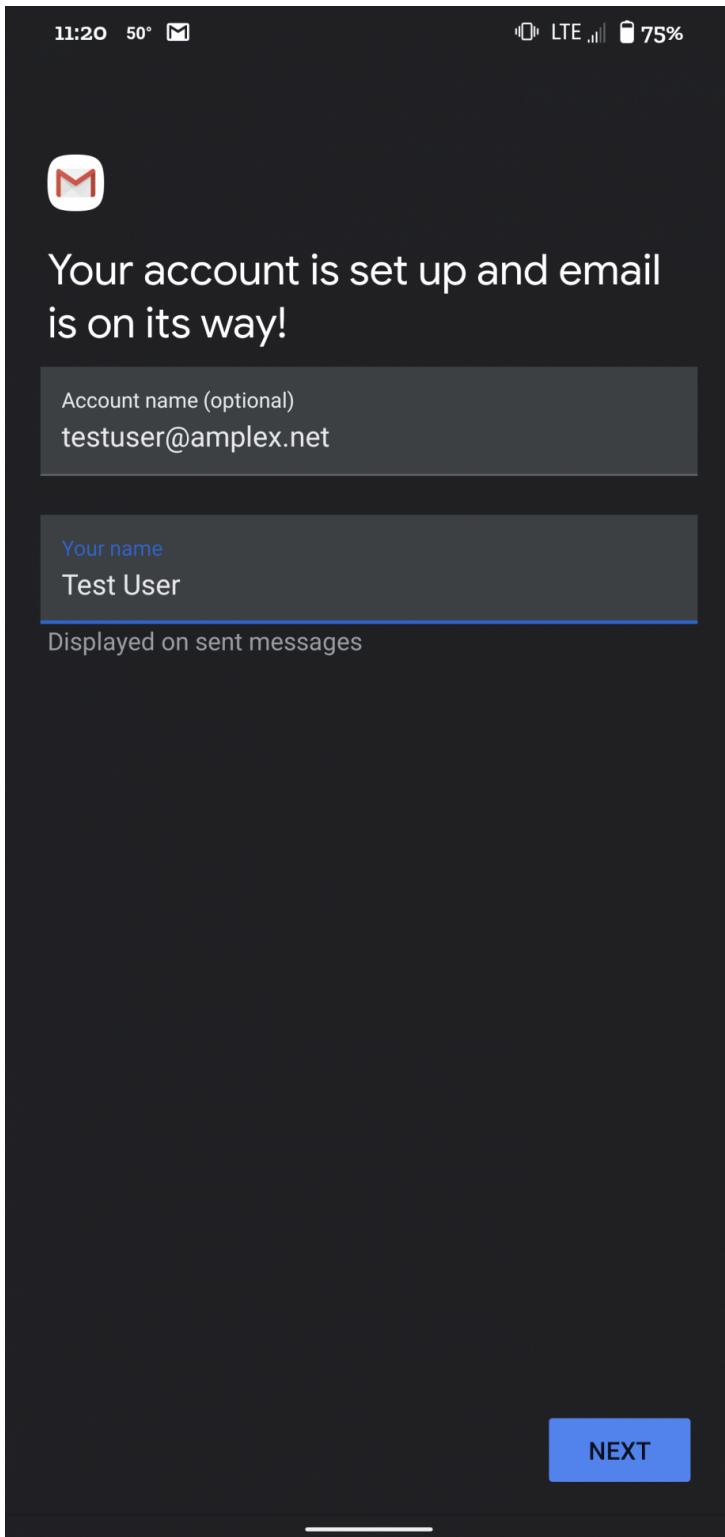 11:20 50° LTE 75%
Your account is set up and email
is on its way!
Account name (optional)
testuser@amplex.net
Your name
Test User
Displayed on sent messages
NEXT